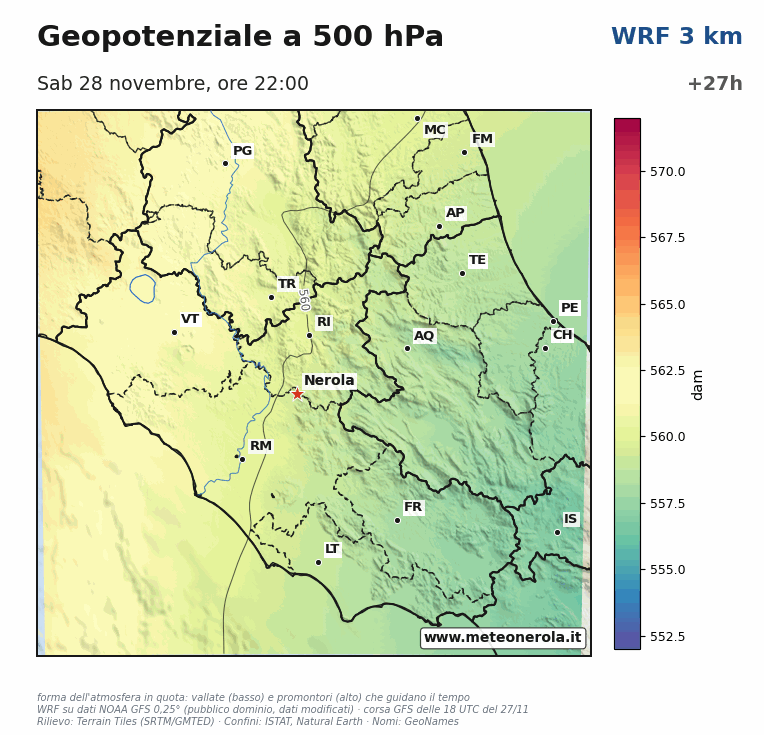 Geopotenziale a 500 hPa
WRF 3 km
Sab 28 novembre, ore 22:00
+27h
MC
FM
PG
AP
TE
TR
560
PE
VT
RI
AQ
CH
Nerola
RM
FR
IS
LT
www.meteonerola.it
570.0
567.5
565.0
562.5
560.0
557.5
555.0
552.5
dam
forma dell'atmosfera in quota: vallate (basso) e promontori (alto) che guidano il tempo
WRF su dati NOAA GFS 0,25° (pubblico dominio, dati modificati) · corsa GFS delle 18 UTC del 27/11
Rilievo: Terrain Tiles (SRTM/GMTED) · Confini: ISTAT, Natural Earth · Nomi: GeoNames